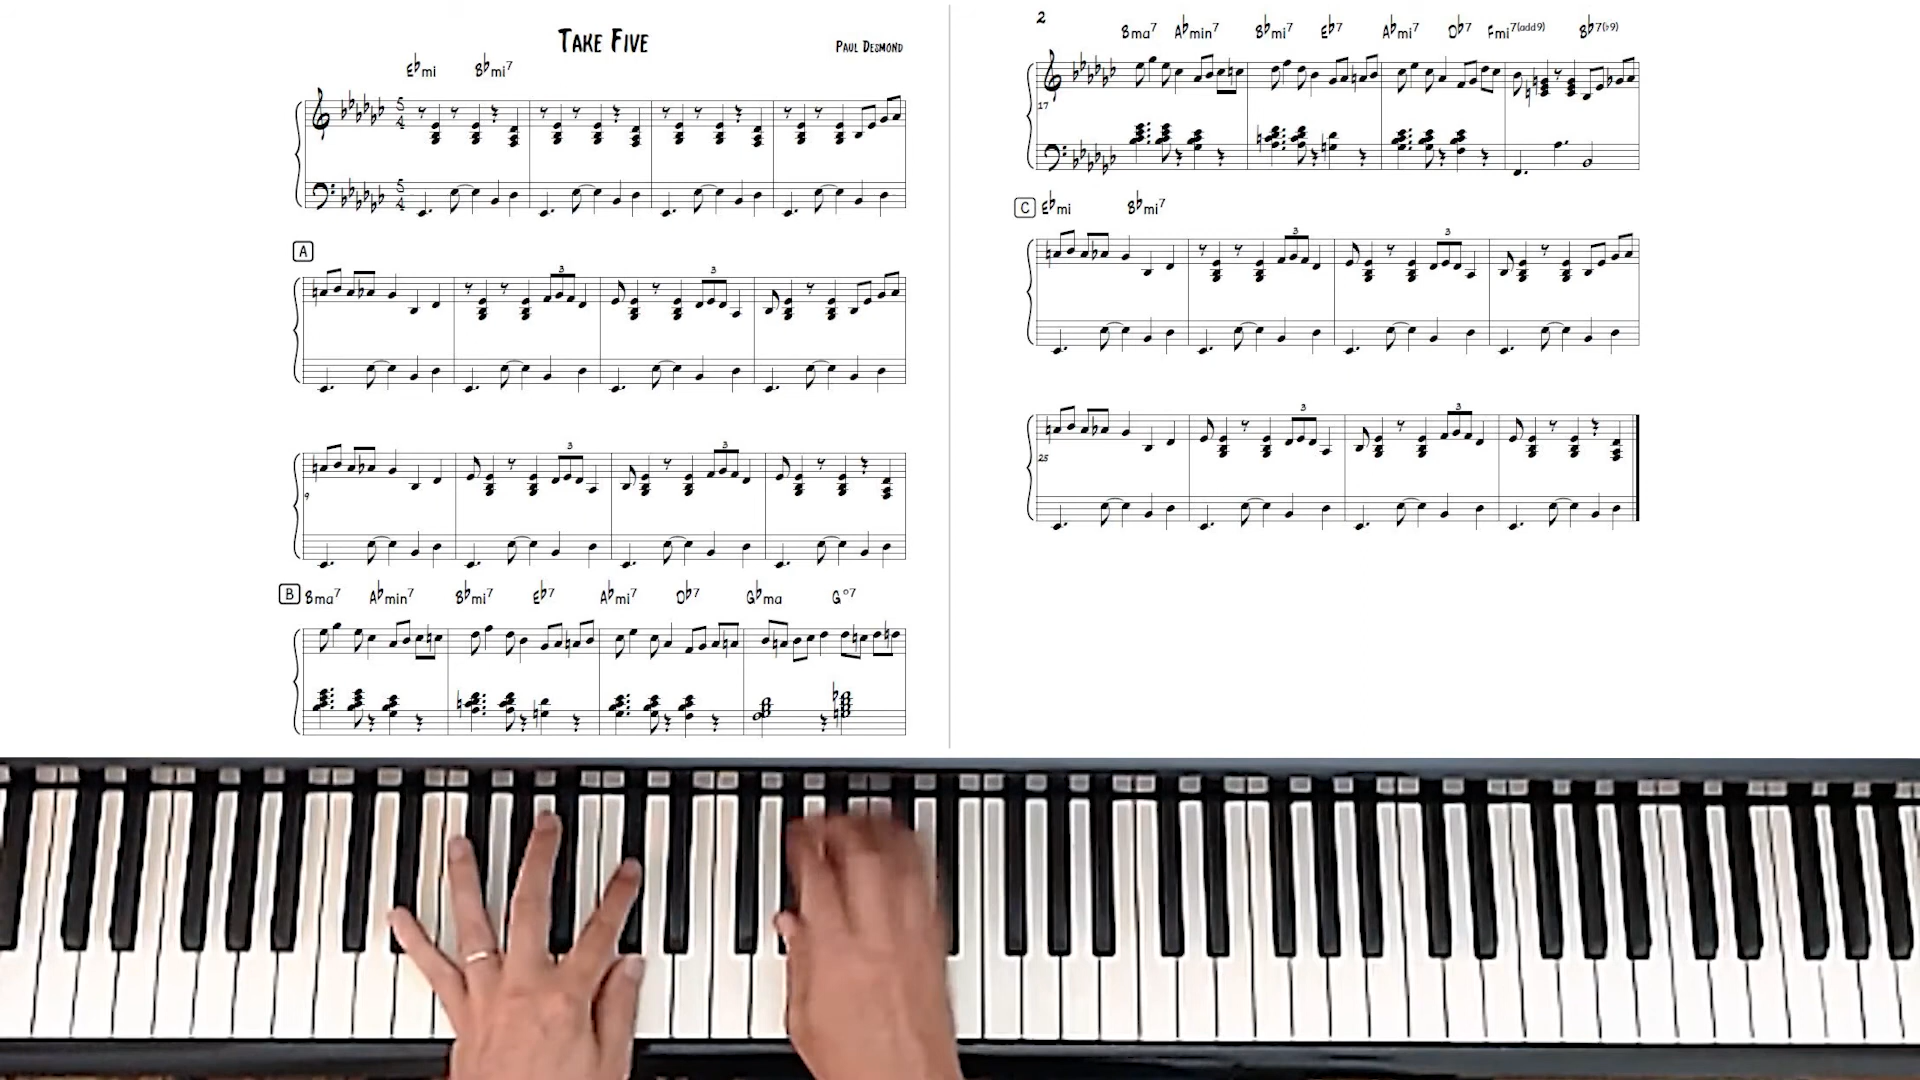 TAKE FIVE
PAUL DESMOND
E♭mi B♭mi7
5 4
5 4
A
3 3
3 3
9
B Bma7 A♭min7 B♭mi7 E♭7 A♭mi7 D♭7 G♭ma G°7
2
Bma7 A♭min7 B♭mi7 E♭7 A♭mi7 D♭7 Fmi7(add9) B♭7(♭9)
17
C E♭mi B♭mi7
3 3
3 3
25